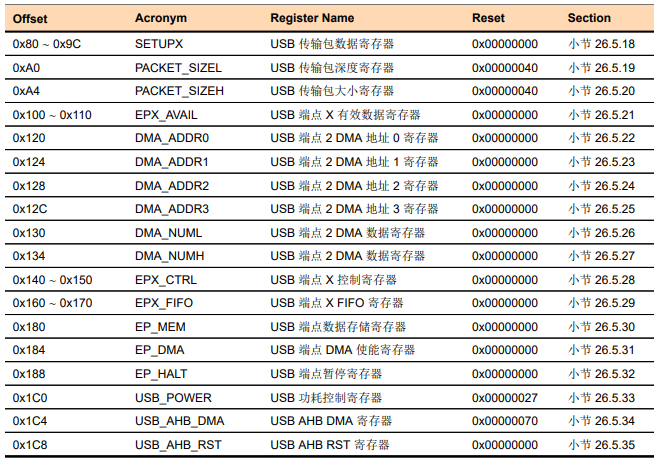 Offset Acronym Register Name Reset Section
0x80 ~ 0x9C SETUPX USB 传输包数据寄存器 0x00000000 小节 26.5.18
0xA0 PACKET_SIZEL USB 传输包深度寄存器 0x00000040 小节 26.5.19
0xA4 PACKET_SIZEH USB 传输包大小寄存器 0x00000040 小节 26.5.20
0x100 ~ 0x110 EPX_AVAIL USB 端点 X 有效数据寄存器 0x00000000 小节 26.5.21
0x120 DMA_ADDR0 USB 端点 2 DMA 地址 0 寄存器 0x00000000 小节 26.5.22
0x124 DMA_ADDR1 USB 端点 2 DMA 地址 1 寄存器 0x00000000 小节 26.5.23
0x128 DMA_ADDR2 USB 端点 2 DMA 地址 2 寄存器 0x00000000 小节 26.5.24
0x12C DMA_ADDR3 USB 端点 2 DMA 地址 3 寄存器 0x00000000 小节 26.5.25
0x130 DMA_NUML USB 端点 2 DMA 数据寄存器 0x00000000 小节 26.5.26
0x134 DMA_NUMH USB 端点 2 DMA 数据寄存器 0x00000000 小节 26.5.27
0x140 ~ 0x150 EPX_CTRL USB 端点 X 控制寄存器 0x00000000 小节 26.5.28
0x160 ~ 0x170 EPX_FIFO USB 端点 X FIFO 寄存器 0x00000000 小节 26.5.29
0x180 EP_MEM USB 端点数据存储寄存器 0x00000000 小节 26.5.30
0x184 EP_DMA USB 端点 DMA 使能寄存器 0x00000000 小节 26.5.31
0x188 EP_HALT USB 端点暂停寄存器 0x00000000 小节 26.5.32
0x1C0 USB_POWER USB 功耗控制寄存器 0x00000027 小节 26.5.33
0x1C4 USB_AHB_DMA USB AHB DMA 寄存器 0x00000070 小节 26.5.34
0x1C8 USB_AHB_RST USB AHB RST 寄存器 0x00000000 小节 26.5.35